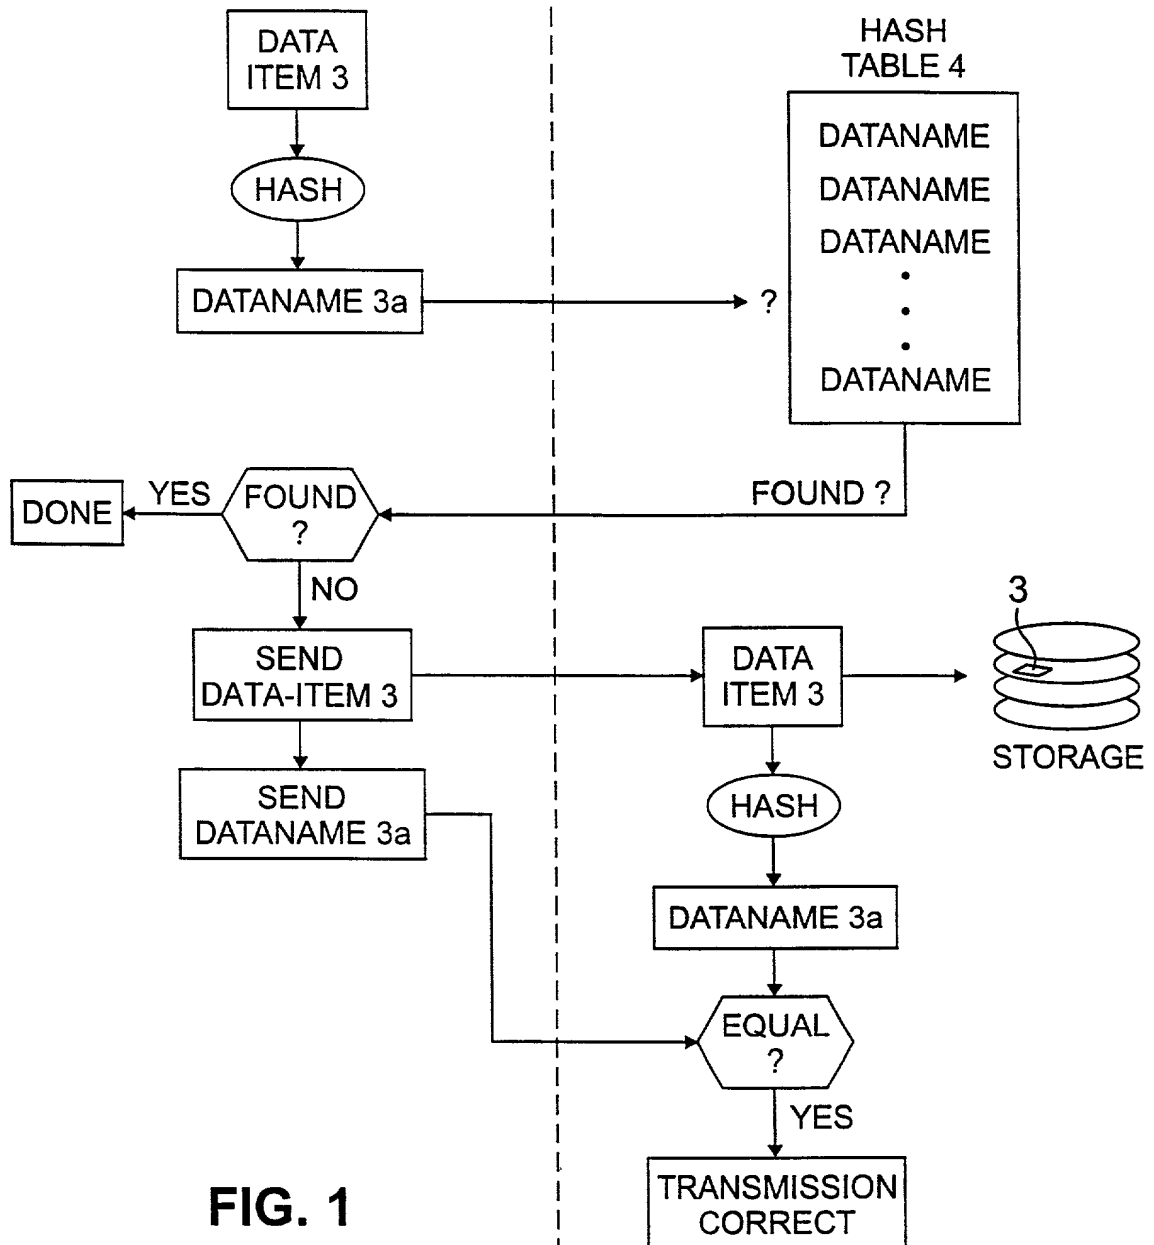 DATA
ITEM 3
HASH
DATANAME 3a
HASH
TABLE 4
DATANAME
DATANAME
DATANAME
DATANAME
?
FOUND ?
FOUND
?
YES
DONE
NO
SEND
DATA-ITEM 3
SEND
DATANAME 3a
DATA
ITEM 3
3
STORAGE
HASH
DATANAME 3a
EQUAL
?
YES
TRANSMISSION
CORRECT
FIG. 1